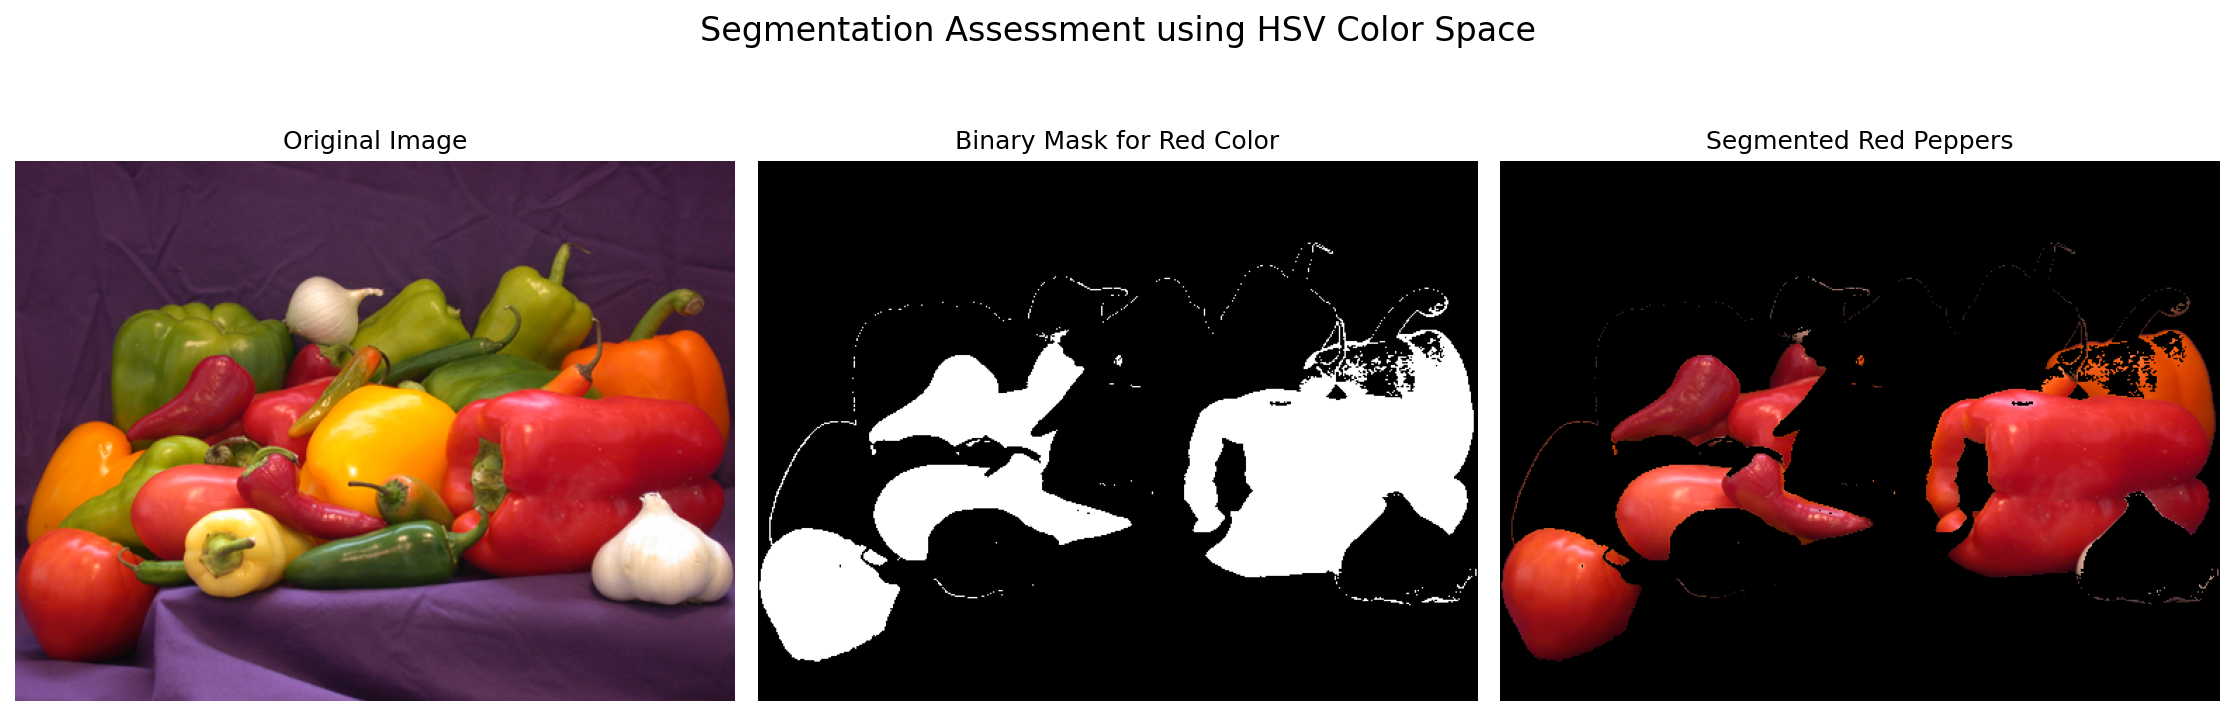 Segmentation Assessment using HSV Color Space
Original Image
Binary Mask for Red Color
Segmented Red Peppers